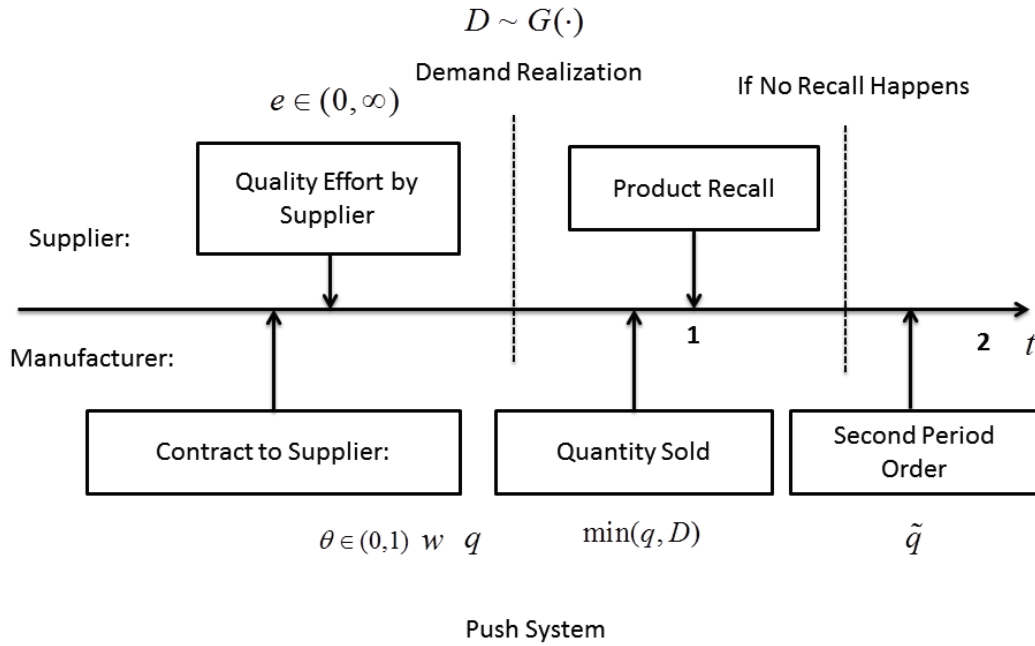 D ~ G(·)
Demand Realization
If No Recall Happens
e ∈ (0, ∞)
Quality Effort by
Supplier
Product Recall
Supplier:
1
2
t
Manufacturer:
Contract to Supplier:
Quantity Sold
Second Period
Order
θ ∈ (0,1) w q
min(q, D)
q̃
Push System